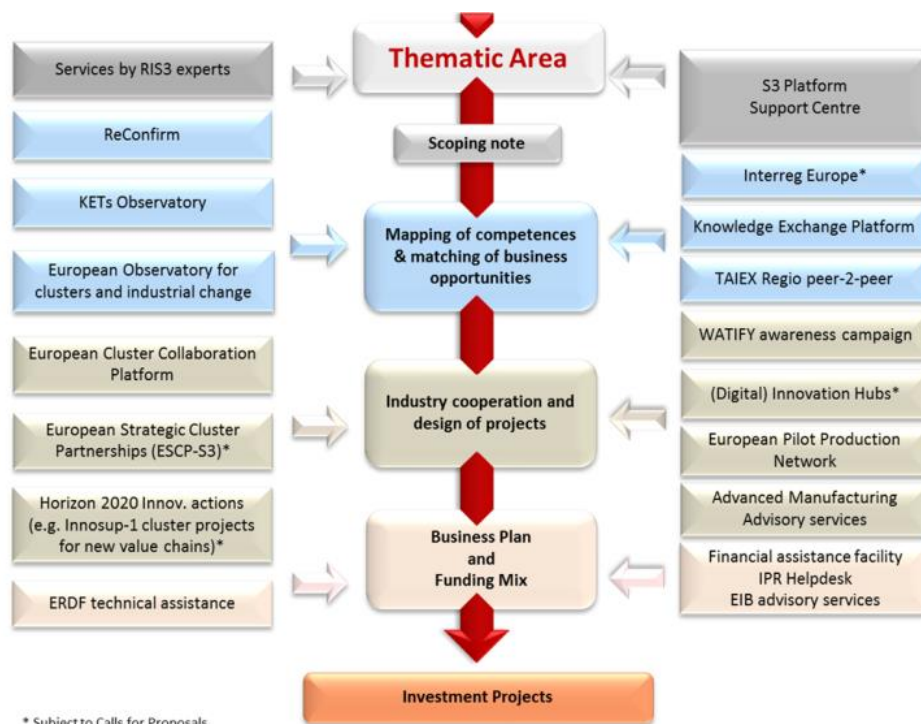 Services by RIS3 experts
ReConfirm
KETs Observatory
European Observatory for
clusters and industrial change
European Cluster Collaboration
Platform
European Strategic Cluster
Partnerships (ESCP-S3)*
Horizon 2020 Innov. actions
(e.g. Innosup-1 cluster projects
for new value chains)*
ERDF technical assistance
Thematic Area
Scoping note
Mapping of competences
& matching of business
opportunities
Industry cooperation and
design of projects
Business Plan
and
Funding Mix
Investment Projects
S3 Platform
Support Centre
Interreg Europe*
Knowledge Exchange Platform
TAIEX Regio peer-2-peer
WATIFY awareness campaign
(Digital) Innovation Hubs*
European Pilot Production
Network
Advanced Manufacturing
Advisory services
Financial assistance facility
IPR Helpdesk
EIB advisory services
* Subject to Calls for Proposals